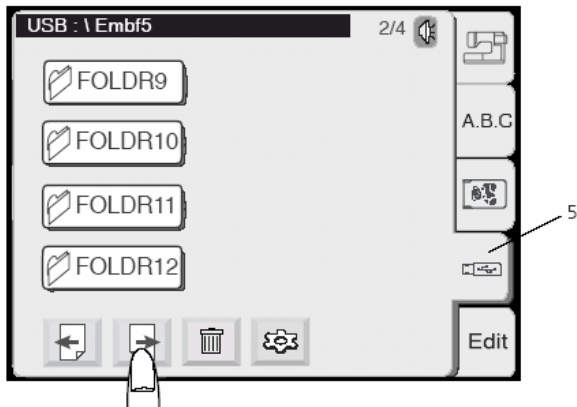 USB : \ Embf5
2/4
FOLDR9
A.B.C
FOLDR10
FOLDR11
5
FOLDR12
Edit